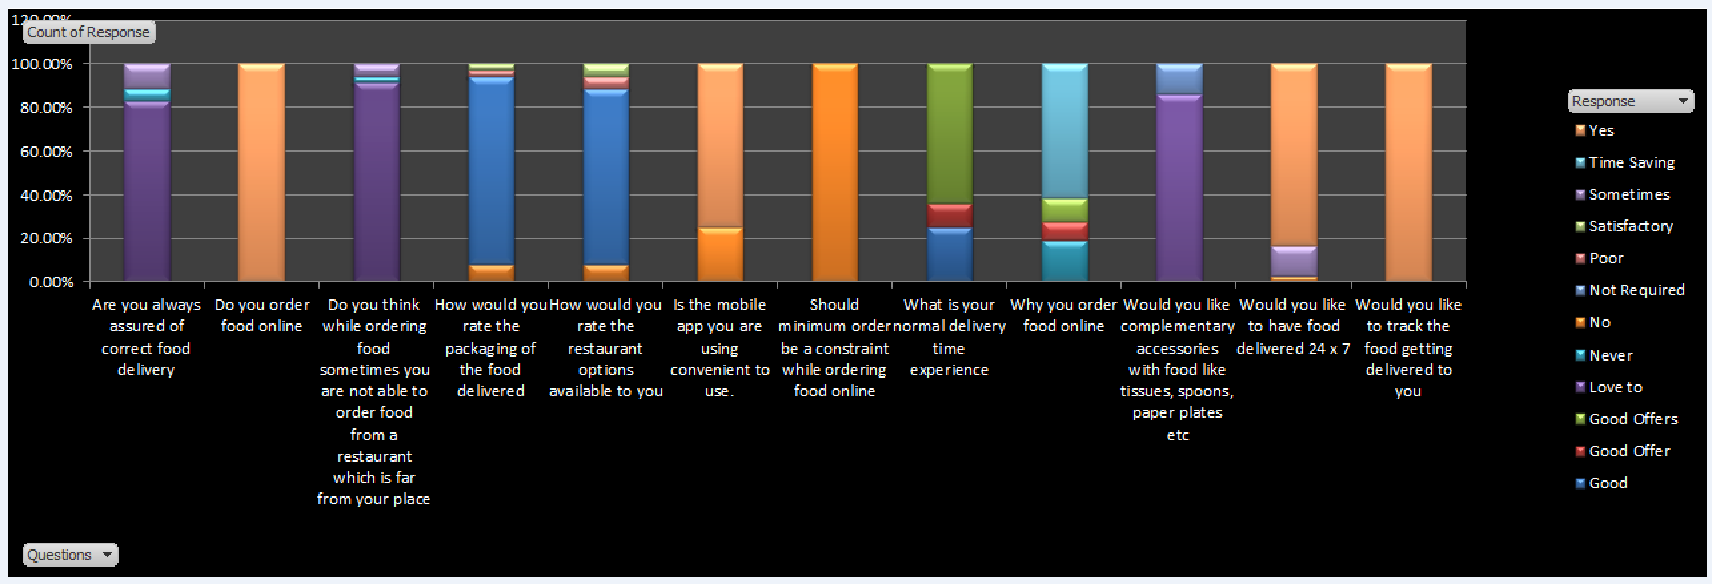 120.00%
Count of Response
100.00%
80.00%
60.00%
40.00%
20.00%
0.00%
Are you always
assured of
correct food
delivery
Do you order
food online
Do you think
while ordering
food
sometimes you
are not able to
order food
from a
restaurant
which is far
from your place
How would you
rate the
packaging of
the food
delivered
How would you
rate the
restaurant
options
available to you
Is the mobile
app you are
using
convenient to
use.
Should
minimum order
be a constraint
while ordering
food online
What is your
normal delivery
time
experience
Why you order
food online
Would you like
complementary
accessories
with food like
tissues, spoons,
paper plates
etc
Would you like
to have food
delivered 24 x 7
Would you like
to track the
food getting
delivered to
you
Response
Yes
Time Saving
Sometimes
Satisfactory
Poor
Not Required
No
Never
Love to
Good Offers
Good Offer
Good
Questions